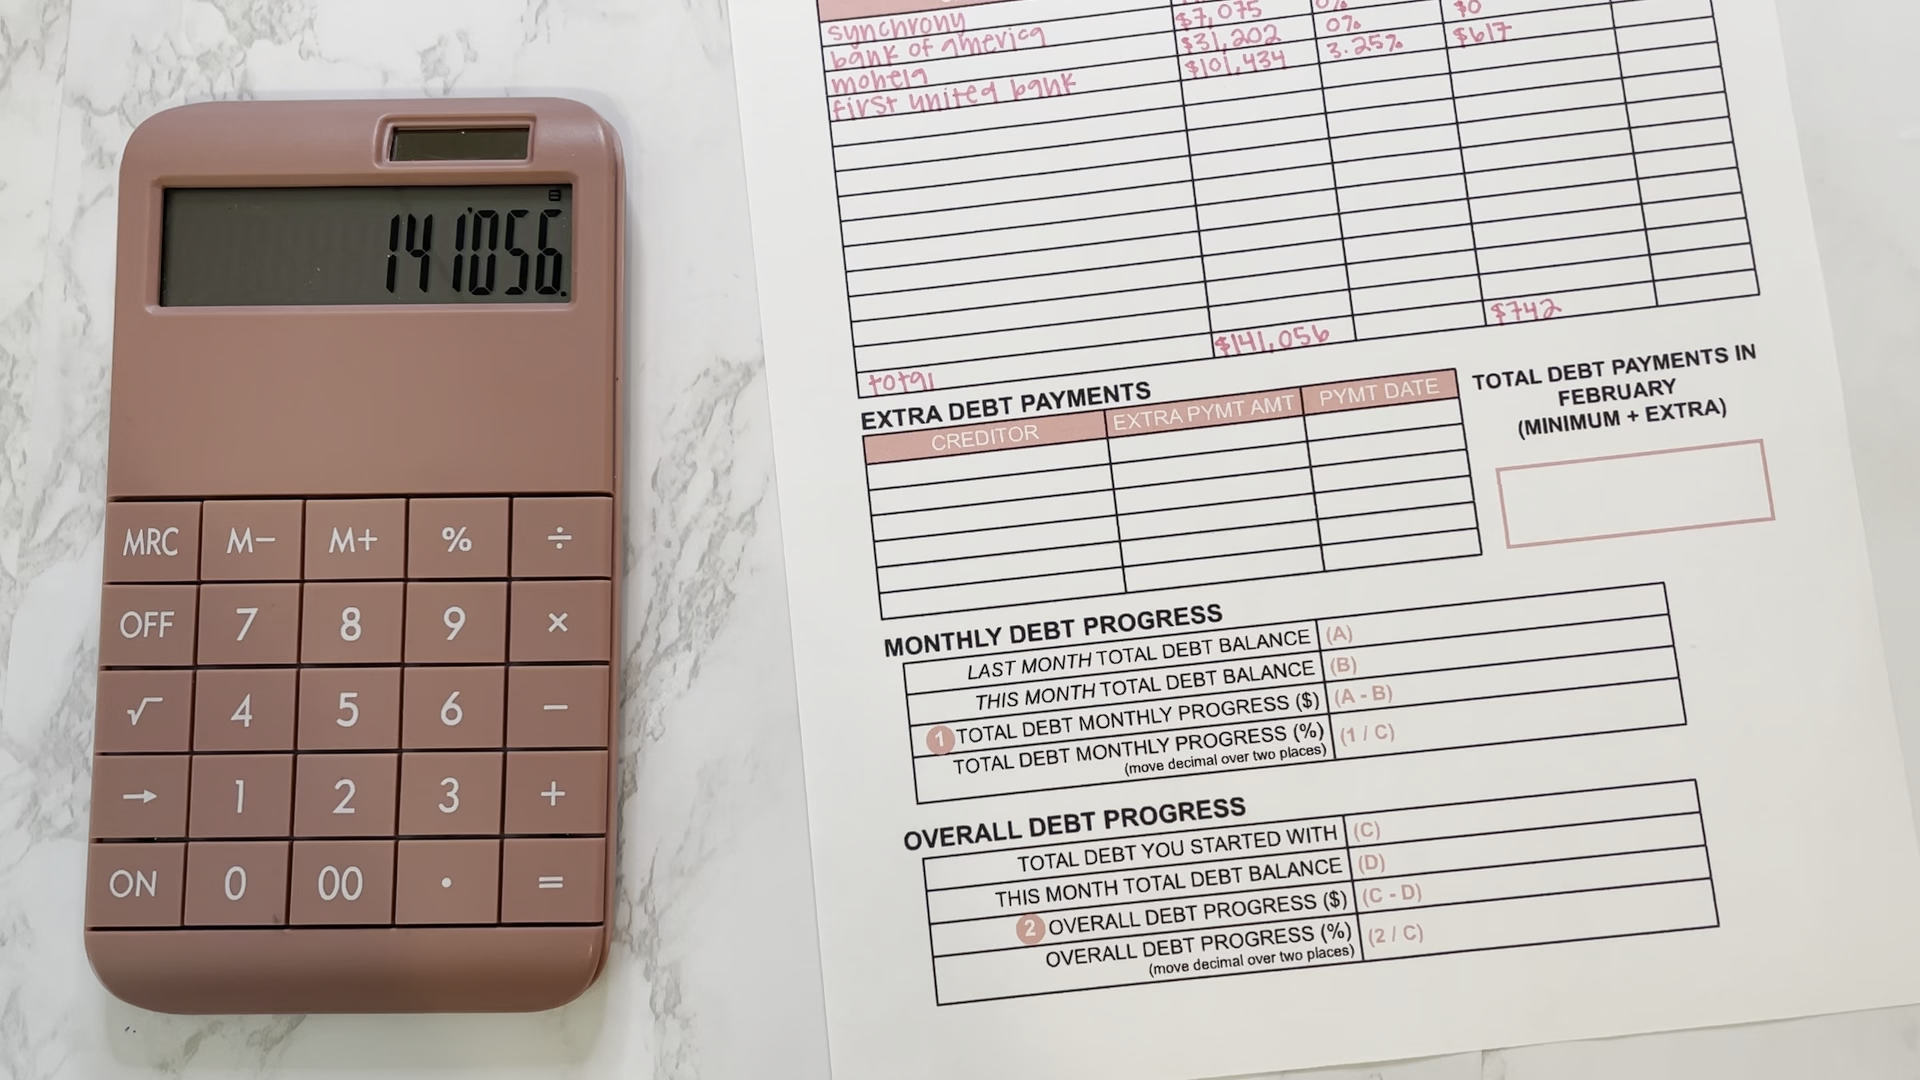 141056.
MRC M− M+ % ÷
OFF 7 8 9 ×
√ 4 5 6 −
→ 1 2 3 +
ON 0 00 . =
synchrony $7,075 0% $0
bank of america $31,202 0% $617
mohela $101,434 3.25%
first united bank
total $141,056 $742
EXTRA DEBT PAYMENTS
CREDITOR EXTRA PYMT AMT PYMT DATE
TOTAL DEBT PAYMENTS IN
FEBRUARY
(MINIMUM + EXTRA)
MONTHLY DEBT PROGRESS
LAST MONTH TOTAL DEBT BALANCE (A)
THIS MONTH TOTAL DEBT BALANCE (B)
1 TOTAL DEBT MONTHLY PROGRESS ($) (A - B)
TOTAL DEBT MONTHLY PROGRESS (%) (1 / C)
(move decimal over two places)
OVERALL DEBT PROGRESS
TOTAL DEBT YOU STARTED WITH (C)
THIS MONTH TOTAL DEBT BALANCE (D)
2 OVERALL DEBT PROGRESS ($) (C - D)
OVERALL DEBT PROGRESS (%) (2 / C)
(move decimal over two places)